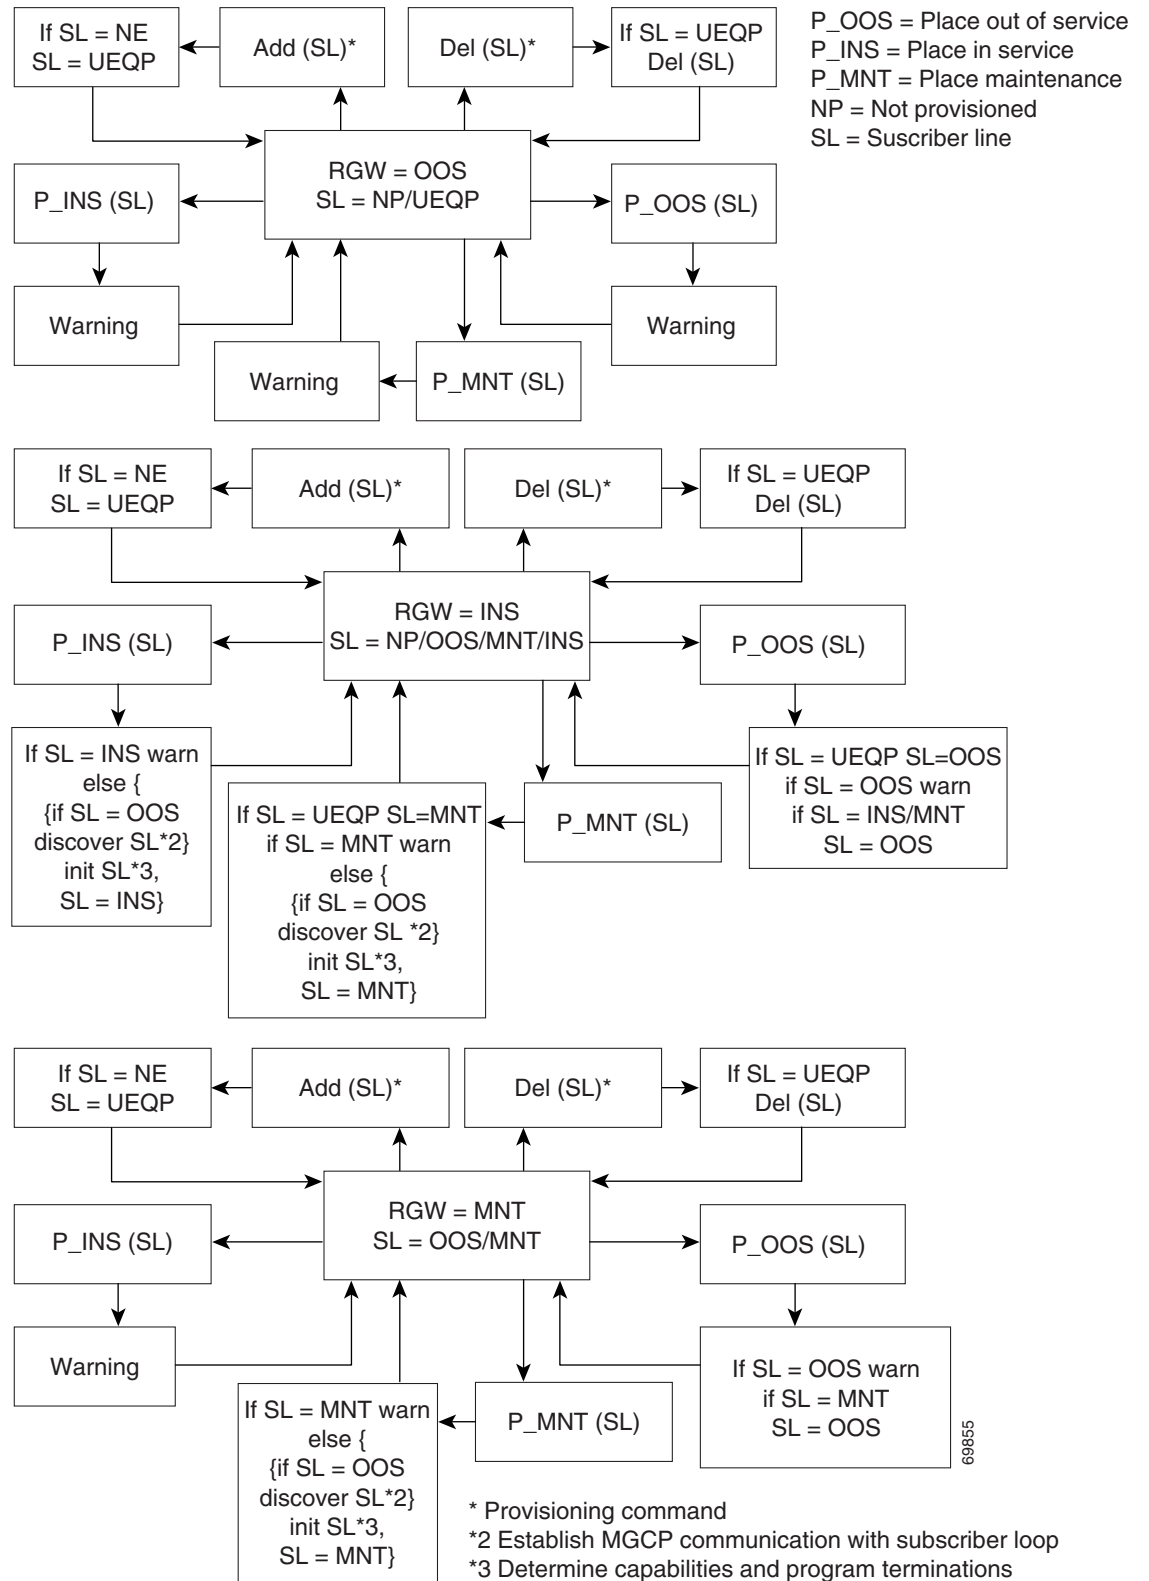 If SL = NE
SL = UEQP
Add (SL)*
Del (SL)*
If SL = UEQP
Del (SL)
P_OOS = Place out of service
P_INS = Place in service
P_MNT = Place maintenance
NP = Not provisioned
SL = Suscriber line
RGW = OOS
SL = NP/UEQP
P_INS (SL)
P_OOS (SL)
Warning
Warning
Warning
P_MNT (SL)
If SL = NE
SL = UEQP
Add (SL)*
Del (SL)*
If SL = UEQP
Del (SL)
RGW = INS
SL = NP/OOS/MNT/INS
P_INS (SL)
P_OOS (SL)
If SL = INS warn
else {
{if SL = OOS
discover SL*2}
init SL*3,
SL = INS}
If SL = UEQP SL=MNT
if SL = MNT warn
else {
{if SL = OOS
discover SL *2}
init SL*3,
SL = MNT}
P_MNT (SL)
If SL = UEQP SL=OOS
if SL = OOS warn
if SL = INS/MNT
SL = OOS
If SL = NE
SL = UEQP
Add (SL)*
Del (SL)*
If SL = UEQP
Del (SL)
RGW = MNT
SL = OOS/MNT
P_INS (SL)
P_OOS (SL)
Warning
If SL = MNT warn
else {
{if SL = OOS
discover SL*2}
init SL*3,
SL = MNT}
P_MNT (SL)
If SL = OOS warn
if SL = MNT
SL = OOS
69855
* Provisioning command
*2 Establish MGCP communication with subscriber loop
*3 Determine capabilities and program terminations